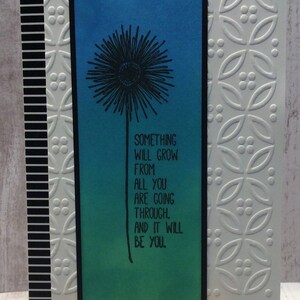 SOMETHING
WILL GROW
FROM
ALL YOU
ARE GOING
THROUGH.
AND IT WILL
BE YOU.